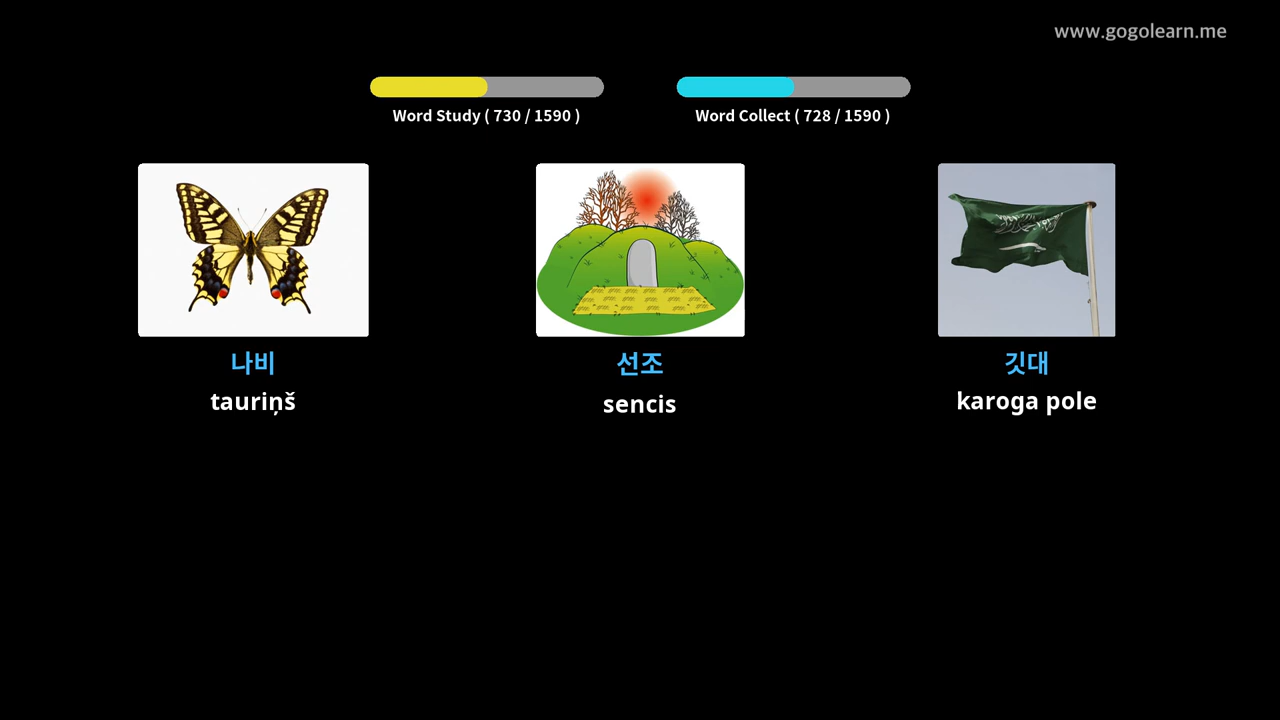 www.gogolearn.me
Word Study ( 730 / 1590 )
Word Collect ( 728 / 1590 )
나비
선조
깃대
tauriņš
sencis
karoga pole